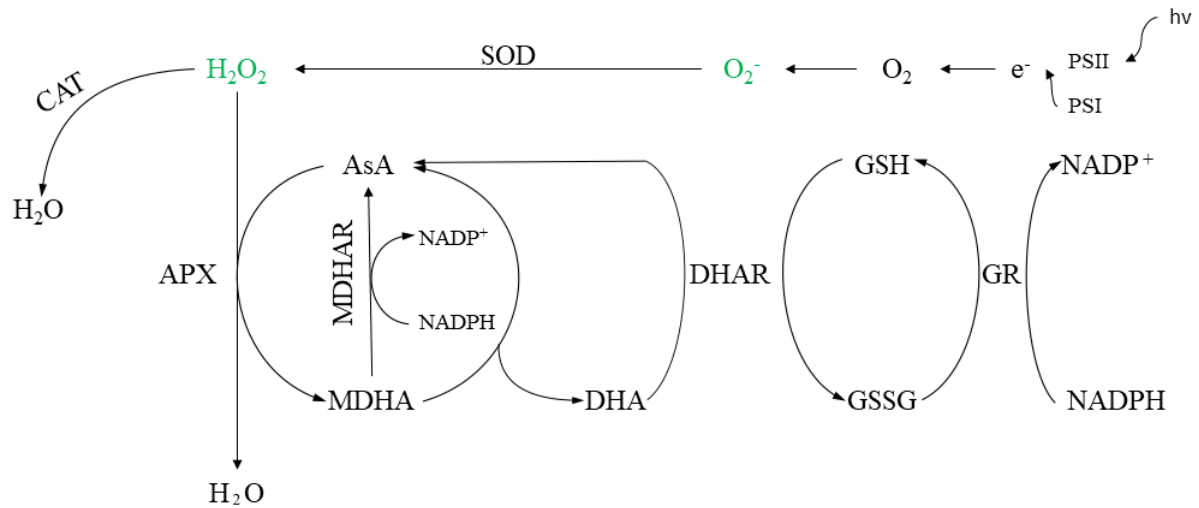 hv
CAT
H₂O₂
SOD
O₂⁻
O₂
e⁻
PSII
PSI
H₂O
AsA
GSH
NADP⁺
APX
MDHAR
NADP⁺
NADPH
DHAR
GR
MDHA
DHA
GSSG
NADPH
H₂O